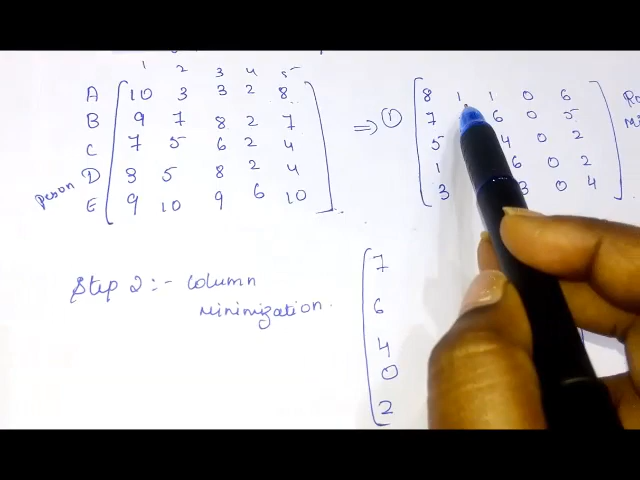 1 2 3 4 5
A 10 3 3 2 8
B 9 7 8 2 7
C 7 5 6 2 4
D 3 5 8 2 4
E 9 10 9 6 10
person
⇒ ①
8 1 1 0 6
7 6 0 5
5 4 0 2
1 6 0 2
3 3 0 4
Step 2 :- column
minimization.
7
6
4
0
2